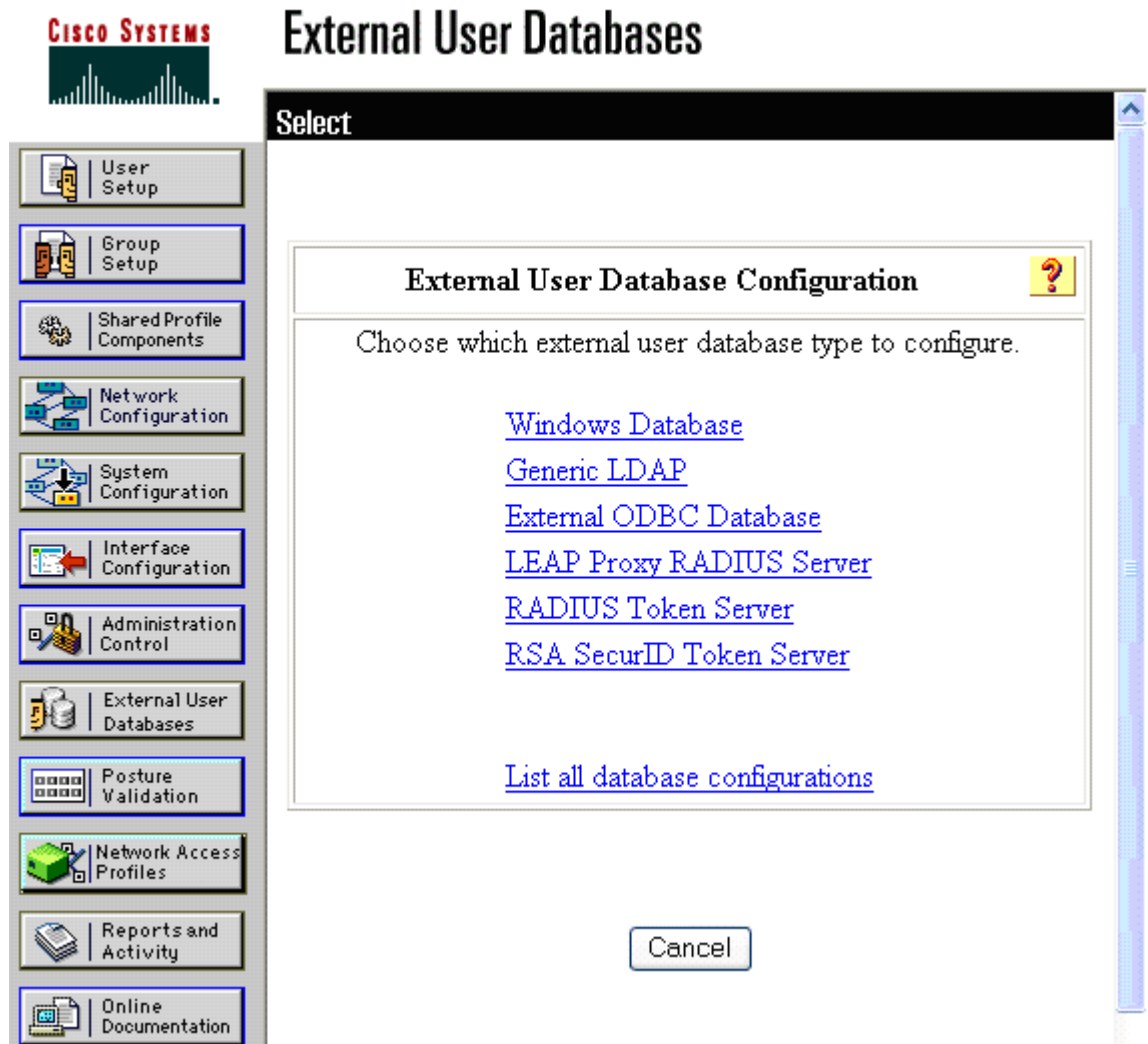 CISCO SYSTEMS
External User Databases
Select
User
Setup
Group
Setup
Shared Profile
Components
Network
Configuration
System
Configuration
Interface
Configuration
Administration
Control
External User
Databases
Posture
Validation
Network Access
Profiles
Reports and
Activity
Online
Documentation
External User Database Configuration
?
Choose which external user database type to configure.
Windows Database
Generic LDAP
External ODBC Database
LEAP Proxy RADIUS Server
RADIUS Token Server
RSA SecurID Token Server
List all database configurations
Cancel